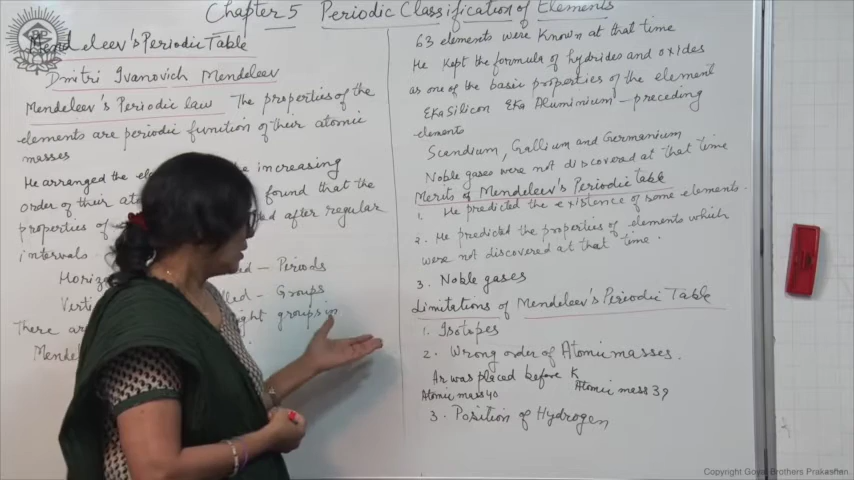 Chapter 5 Periodic Classification of Elements
Mendeleev's Periodic Table
Dmitri Ivanovich Mendeleev
Mendeleev's Periodic law The properties of the
elements are periodic funition of their atomic
masses
He arranged the the increasing
order of their found that the
properties of after regular
intervals
Periods
Groups
There are ight groups in
63 elements were known at that time
He kept the formula of hydrides and oxides
as one of the basic properties of the element
Eka Silicon Eka Aluminium - preceding
elements
Scandium, Gallium and Germanium
Noble gases were not discovered at that time
Merits of Mendeleev's Periodic table
1. He predicted the existence of some elements.
2. He predicted the properties of elements which
were not discovered at that time.
3. Noble gases
Limitations of Mendeleev's Periodic Table
1. Isotopes
2. Wrong order of Atomic masses.
Ar was placed before K
Atomic mass 40 Atomic mass 39
3. Position of Hydrogen
Copyright Goyal Brothers Prakashan